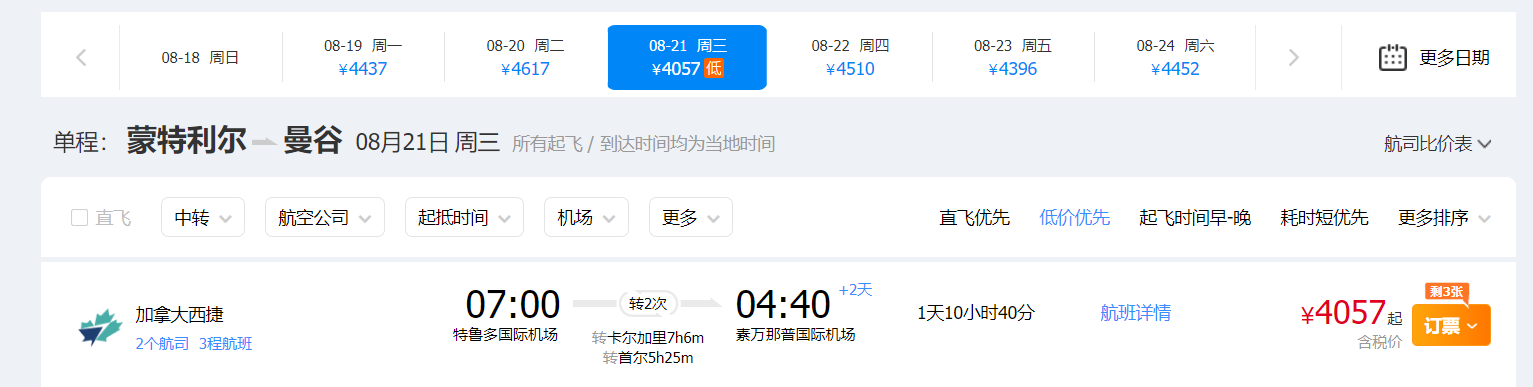 08-18 周日
08-19 周一
¥4437
08-20 周二
¥4617
08-21 周三
¥4057 低
08-22 周四
¥4510
08-23 周五
¥4396
08-24 周六
¥4452
更多日期
单程： 蒙特利尔 曼谷 08月21日 周三 所有起飞 / 到达时间均为当地时间
航司比价表
直飞 中转 航空公司 起抵时间 机场 更多
直飞优先 低价优先 起飞时间早-晚 耗时短优先 更多排序
加拿大西捷
2个航司 3程航班
07:00
特鲁多国际机场
转2次
转卡尔加里7h6m
转首尔5h25m
04:40 +2天
素万那普国际机场
1天10小时40分
航班详情
¥4057起
含税价
剩3张
订票